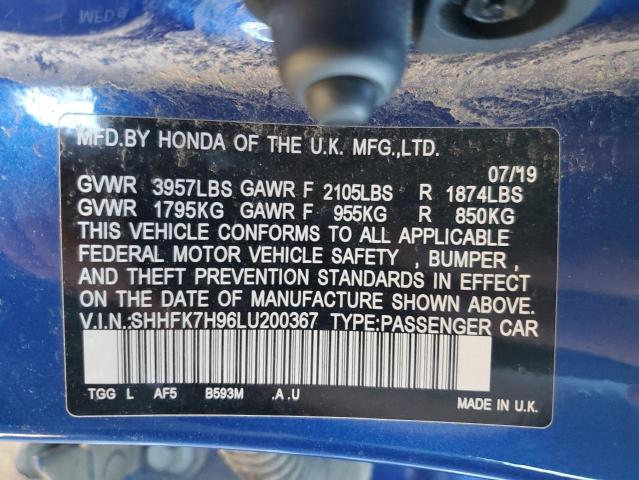 MFD.BY HONDA OF THE U.K. MFG.,LTD.
07/19
GVWR 3957LBS GAWR F 2105LBS R 1874LBS
GVWR 1795KG GAWR F 955KG R 850KG
THIS VEHICLE CONFORMS TO ALL APPLICABLE
FEDERAL MOTOR VEHICLE SAFETY , BUMPER ,
AND THEFT PREVENTION STANDARDS IN EFFECT
ON THE DATE OF MANUFACTURE SHOWN ABOVE.
V.I.N.:SHHFK7H96LU200367 TYPE:PASSENGER CAR
TGG L AF5 B593M .A.U
MADE IN U.K.